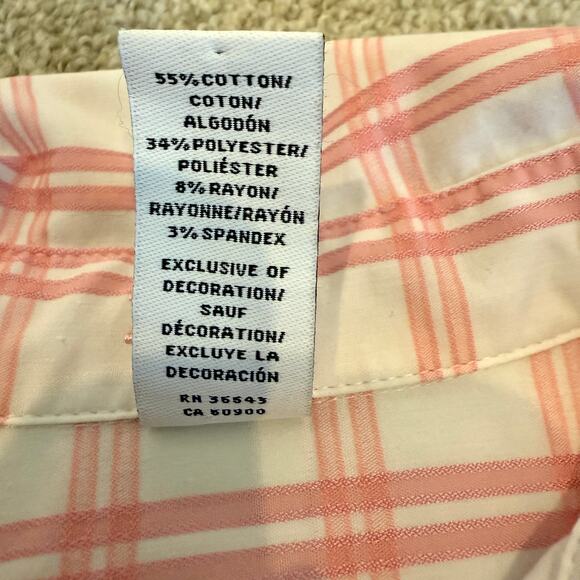 55% COTTON/
COTON/
ALGODÓN
34% POLYESTER/
POLIÉSTER
8% RAYON/
RAYONNE/RAYÓN
3% SPANDEX
EXCLUSIVE OF
DECORATION/
SAUF
DÉCORATION/
EXCLUYE LA
DECORACIÓN
RN 36543
CA 60900